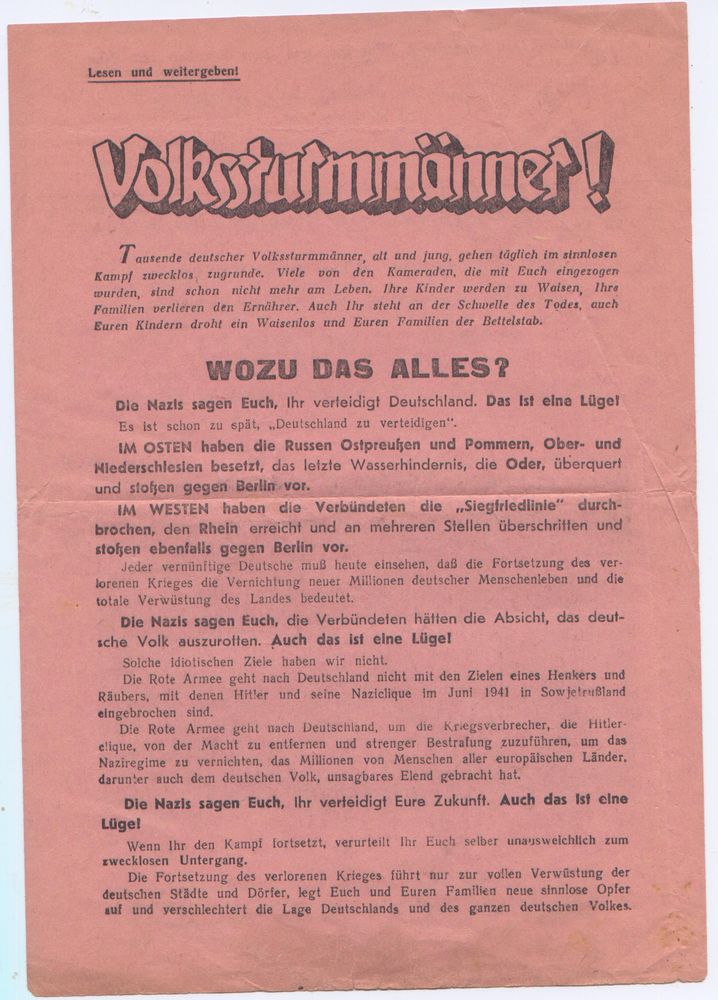 Lesen und weitergeben!
Volkssturmmänner!
Tausende deutscher Volkssturmmänner, alt und jung, gehen täglich im sinnlosen
Kampf zwecklos zugrunde. Viele von den Kameraden, die mit Euch eingezogen
wurden, sind schon nicht mehr am Leben. Ihre Kinder werden zu Waisen, Ihre
Familien verlieren den Ernährer. Auch Ihr steht an der Schwelle des Todes, auch
Euren Kindern droht ein Waisenlos und Euren Familien der Bettelstab.
WOZU DAS ALLES?
Die Nazis sagen Euch, Ihr verteidigt Deutschland. Das ist eine Lüge!
Es ist schon zu spät, „Deutschland zu verteidigen“.
IM OSTEN haben die Russen Ostpreußen und Pommern, Ober- und
Niederschlesien besetzt, das letzte Wasserhindernis, die Oder, überquert
und stoßen gegen Berlin vor.
IM WESTEN haben die Verbündeten die „Siegfriedlinie“ durch-
brochen, den Rhein erreicht und an mehreren Stellen überschritten und
stoßen ebenfalls gegen Berlin vor.
Jeder vernünftige Deutsche muß heute einsehen, daß die Fortsetzung des ver-
lorenen Krieges die Vernichtung neuer Millionen deutscher Menschenleben und die
totale Verwüstung des Landes bedeutet.
Die Nazis sagen Euch, die Verbündeten hätten die Absicht, das deut-
sche Volk auszurotten. Auch das ist eine Lüge!
Solche idiotischen Ziele haben wir nicht.
Die Rote Armee geht nach Deutschland nicht mit den Zielen eines Henkers und
Räubers, mit denen Hitler und seine Naziclique im Juni 1941 in Sowjetrußland
eingebrochen sind.
Die Rote Armee geht nach Deutschland, um die Kriegsverbrecher, die Hitler-
clique, von der Macht zu entfernen und strenger Bestrafung zuzuführen, um das
Naziregime zu vernichten, das Millionen von Menschen aller europäischen Länder,
darunter auch dem deutschen Volk, unsagbares Elend gebracht hat.
Die Nazis sagen Euch, Ihr verteidigt Eure Zukunft. Auch das ist eine
Lüge!
Wenn Ihr den Kampf fortsetzt, verurteilt Ihr Euch selber unausweichlich zum
zwecklosen Untergang.
Die Fortsetzung des verlorenen Krieges führt nur zur vollen Verwüstung der
deutschen Städte und Dörfer, legt Euch und Euren Familien neue sinnlose Opfer
auf und verschlechtert die Lage Deutschlands und des ganzen deutschen Volkes.